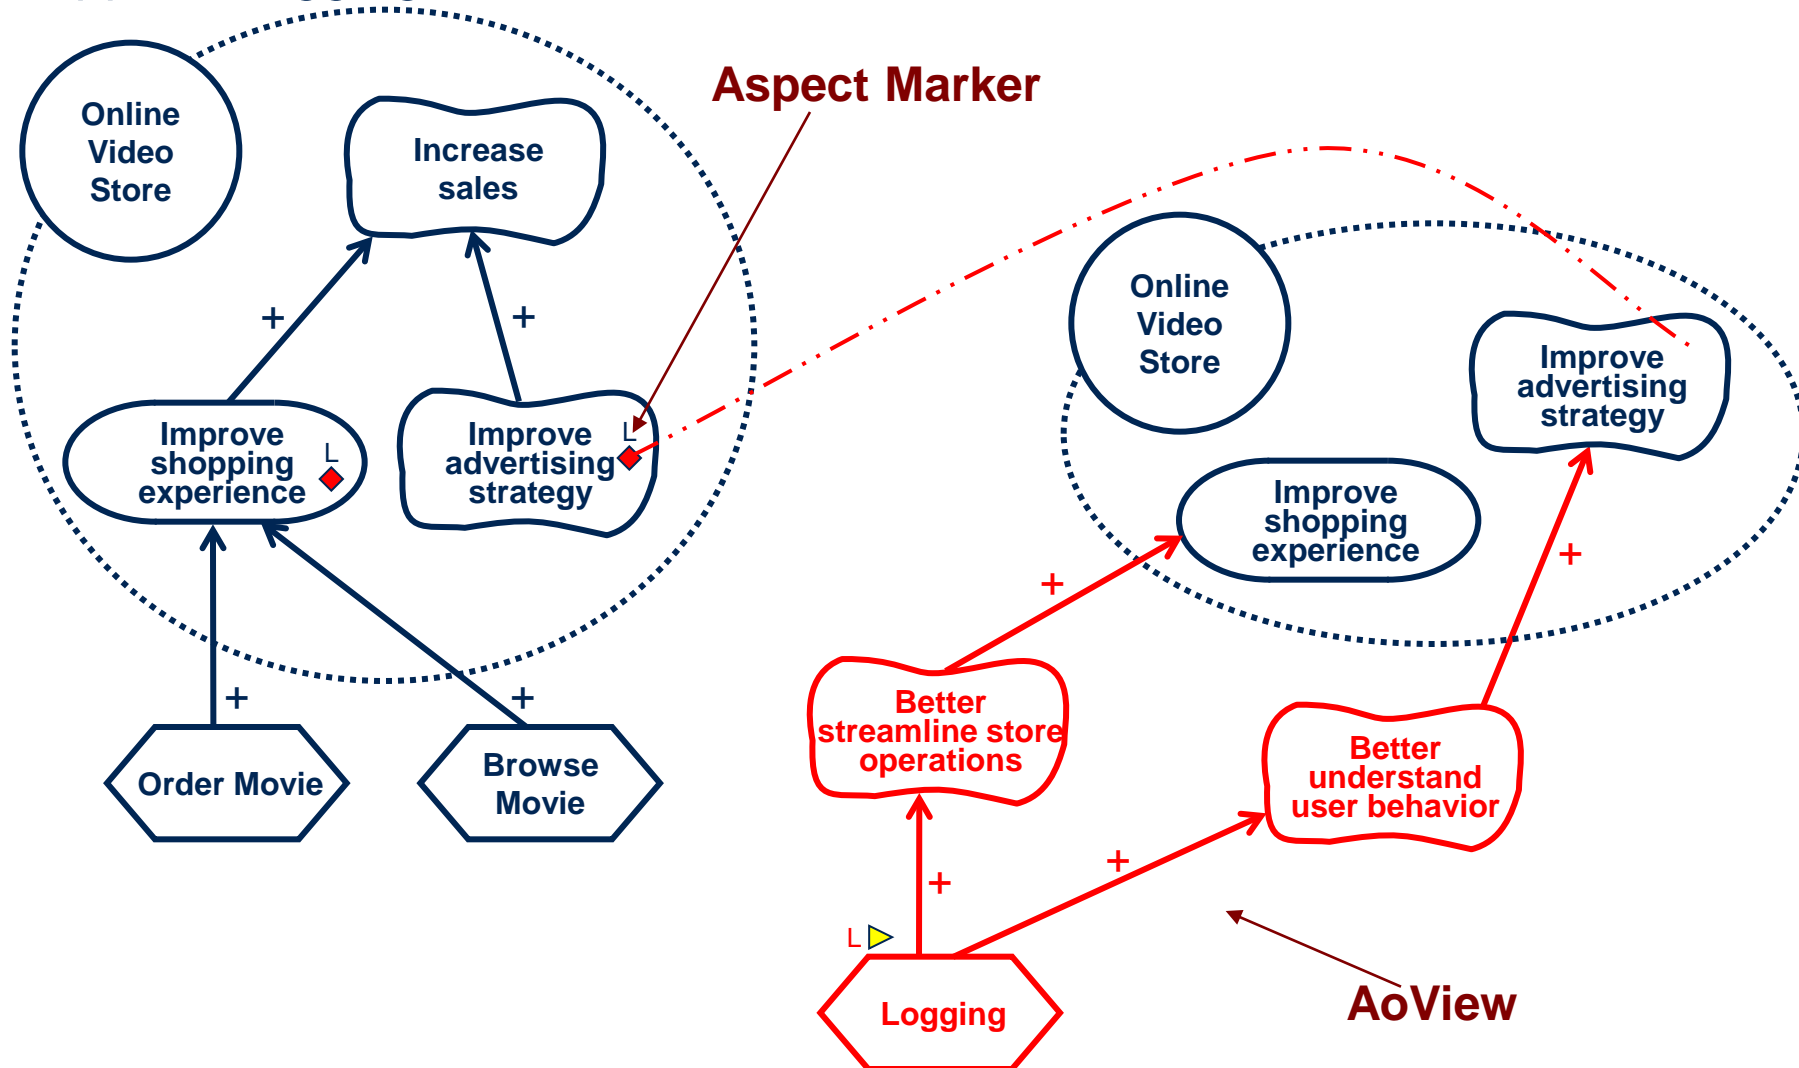 Aspect Marker
Online
Video
Store
Increase
sales
+
+
Improve
shopping
experience
L
Improve
advertising
strategy
L
+
+
Order Movie
Browse
Movie
Online
Video
Store
Improve
advertising
strategy
Improve
shopping
experience
+
+
Better
streamline store
operations
Better
understand
user behavior
+
+
L
Logging
AoView